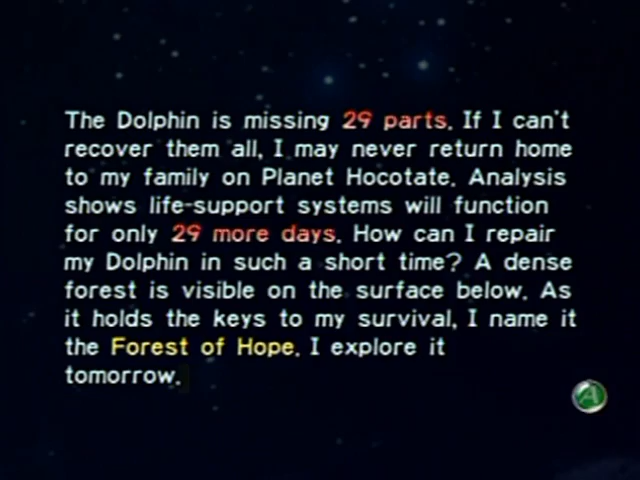 The Dolphin is missing 29 parts. If I can't
recover them all, I may never return home
to my family on Planet Hocotate. Analysis
shows life-support systems will function
for only 29 more days. How can I repair
my Dolphin in such a short time? A dense
forest is visible on the surface below. As
it holds the keys to my survival, I name it
the Forest of Hope. I explore it
tomorrow.
A